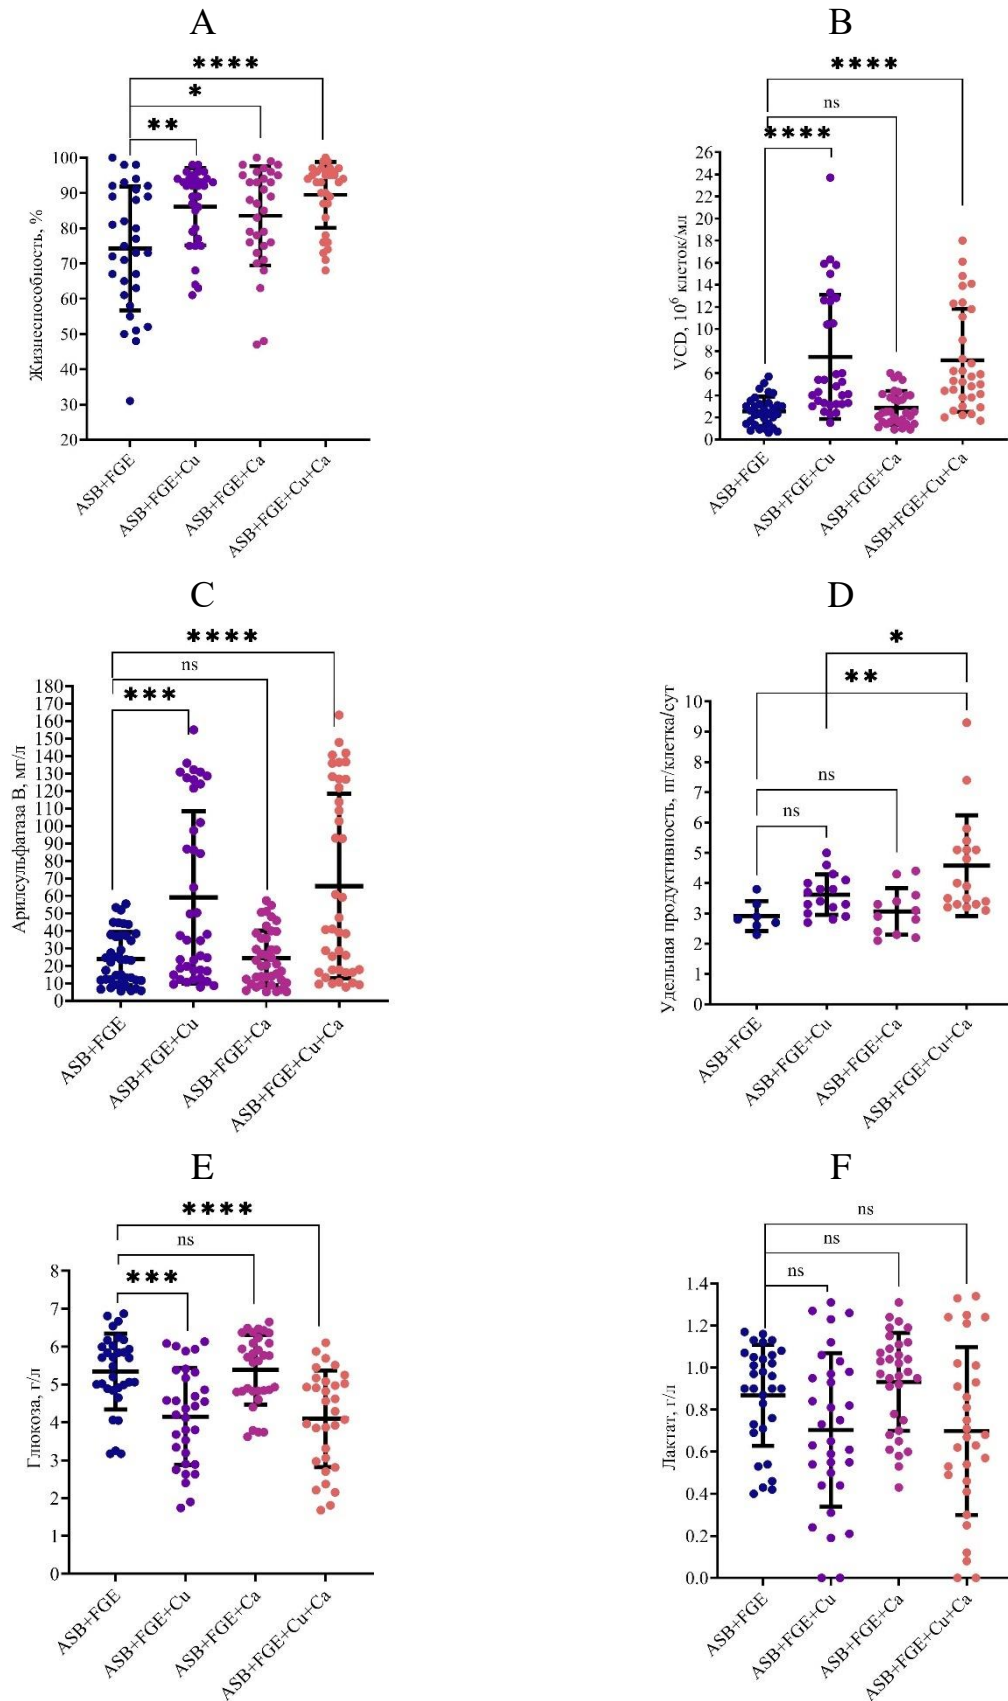 A
****
*
**
100
90
80
70
60
50
40
30
20
Жизнеспособность, %
ASB+FGE
ASB+FGE+Cu
ASB+FGE+Ca
ASB+FGE+Cu+Ca
B
****
ns
****
26
24
22
20
18
16
14
12
10
8
6
4
2
0
VCD, 10⁶ клеток/мл
ASB+FGE
ASB+FGE+Cu
ASB+FGE+Ca
ASB+FGE+Cu+Ca
C
****
ns
***
180
170
160
150
140
130
120
110
100
90
80
70
60
50
40
30
20
10
0
Арилсульфатаза В, мг/л
ASB+FGE
ASB+FGE+Cu
ASB+FGE+Ca
ASB+FGE+Cu+Ca
D
*
**
ns
ns
10
9
8
7
6
5
4
3
2
1
0
Удельная продуктивность, пг/клетка/сут
ASB+FGE
ASB+FGE+Cu
ASB+FGE+Ca
ASB+FGE+Cu+Ca
E
****
ns
***
8
7
6
5
4
3
2
1
0
Глюкоза, г/л
ASB+FGE
ASB+FGE+Cu
ASB+FGE+Ca
ASB+FGE+Cu+Ca
F
ns
ns
ns
1.4
1.2
1.0
0.8
0.6
0.4
0.2
0.0
Лактат, г/л
ASB+FGE
ASB+FGE+Cu
ASB+FGE+Ca
ASB+FGE+Cu+Ca